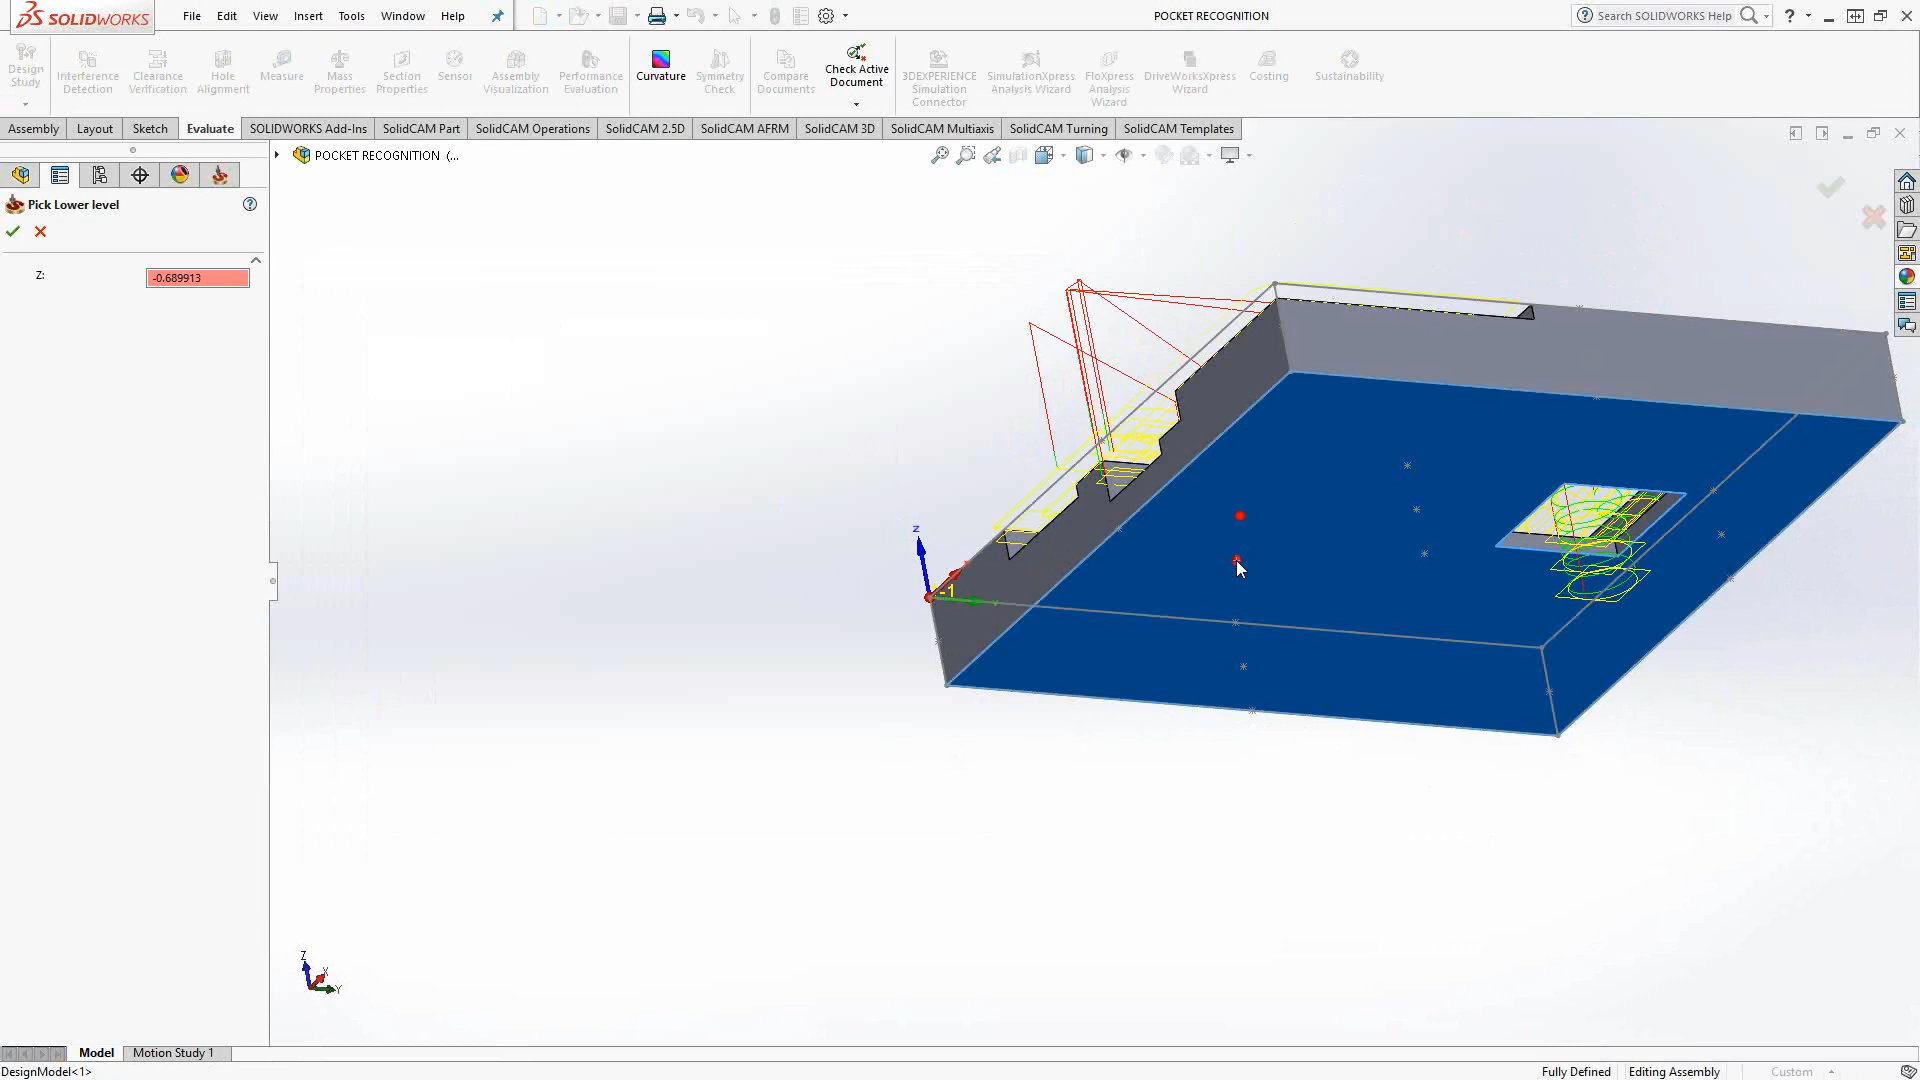 SOLIDWORKS
File Edit View Insert Tools Window Help
POCKET RECOGNITION
Search SOLIDWORKS Help
Design Study
Interference Detection
Clearance Verification
Hole Alignment
Measure
Mass Properties
Section Properties
Sensor
Assembly Visualization
Performance Evaluation
Curvature
Symmetry Check
Compare Documents
Check Active Document
3DEXPERIENCE Simulation Connector
SimulationXpress Analysis Wizard
FloXpress Analysis Wizard
DriveWorksXpress Wizard
Costing
Sustainability
Assembly Layout Sketch Evaluate SOLIDWORKS Add-Ins SolidCAM Part SolidCAM Operations SolidCAM 2.5D SolidCAM AFRM SolidCAM 3D SolidCAM Multiaxis SolidCAM Turning SolidCAM Templates
POCKET RECOGNITION (...
Pick Lower level
Z: -0.689913
Z
-1
Y
Z
X
Y
Model Motion Study 1
DesignModel<1> Fully Defined Editing Assembly Custom